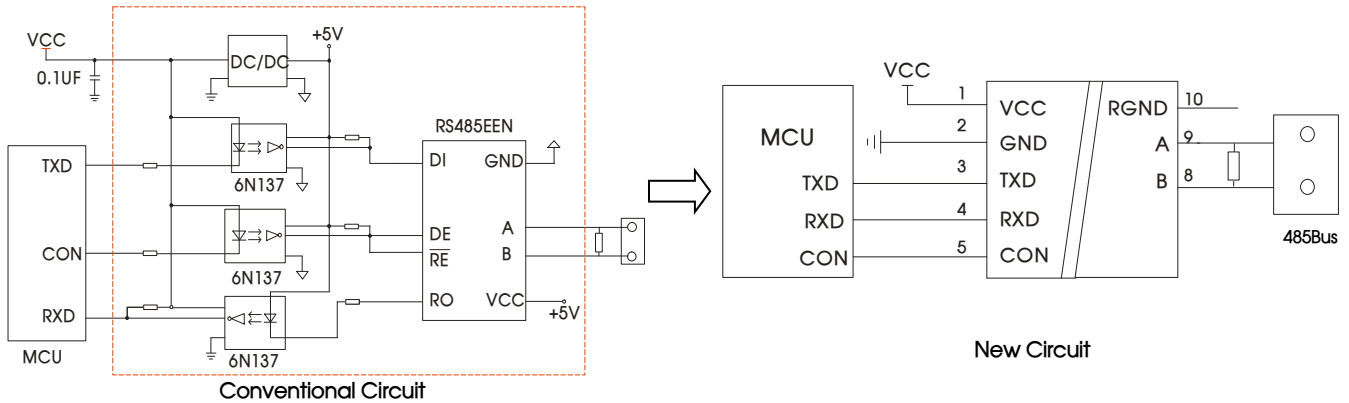 VCC
0.1UF
DC/DC
+5V
RS485EEN
MCU
TXD
CON
RXD
6N137
6N137
6N137
DI
DE
RE
RO
GND
A
B
VCC
+5V
Conventional Circuit
MCU
TXD
RXD
CON
VCC
1
2
3
4
5
VCC
GND
TXD
RXD
CON
RGND
A
B
10
9
8
485Bus
New Circuit